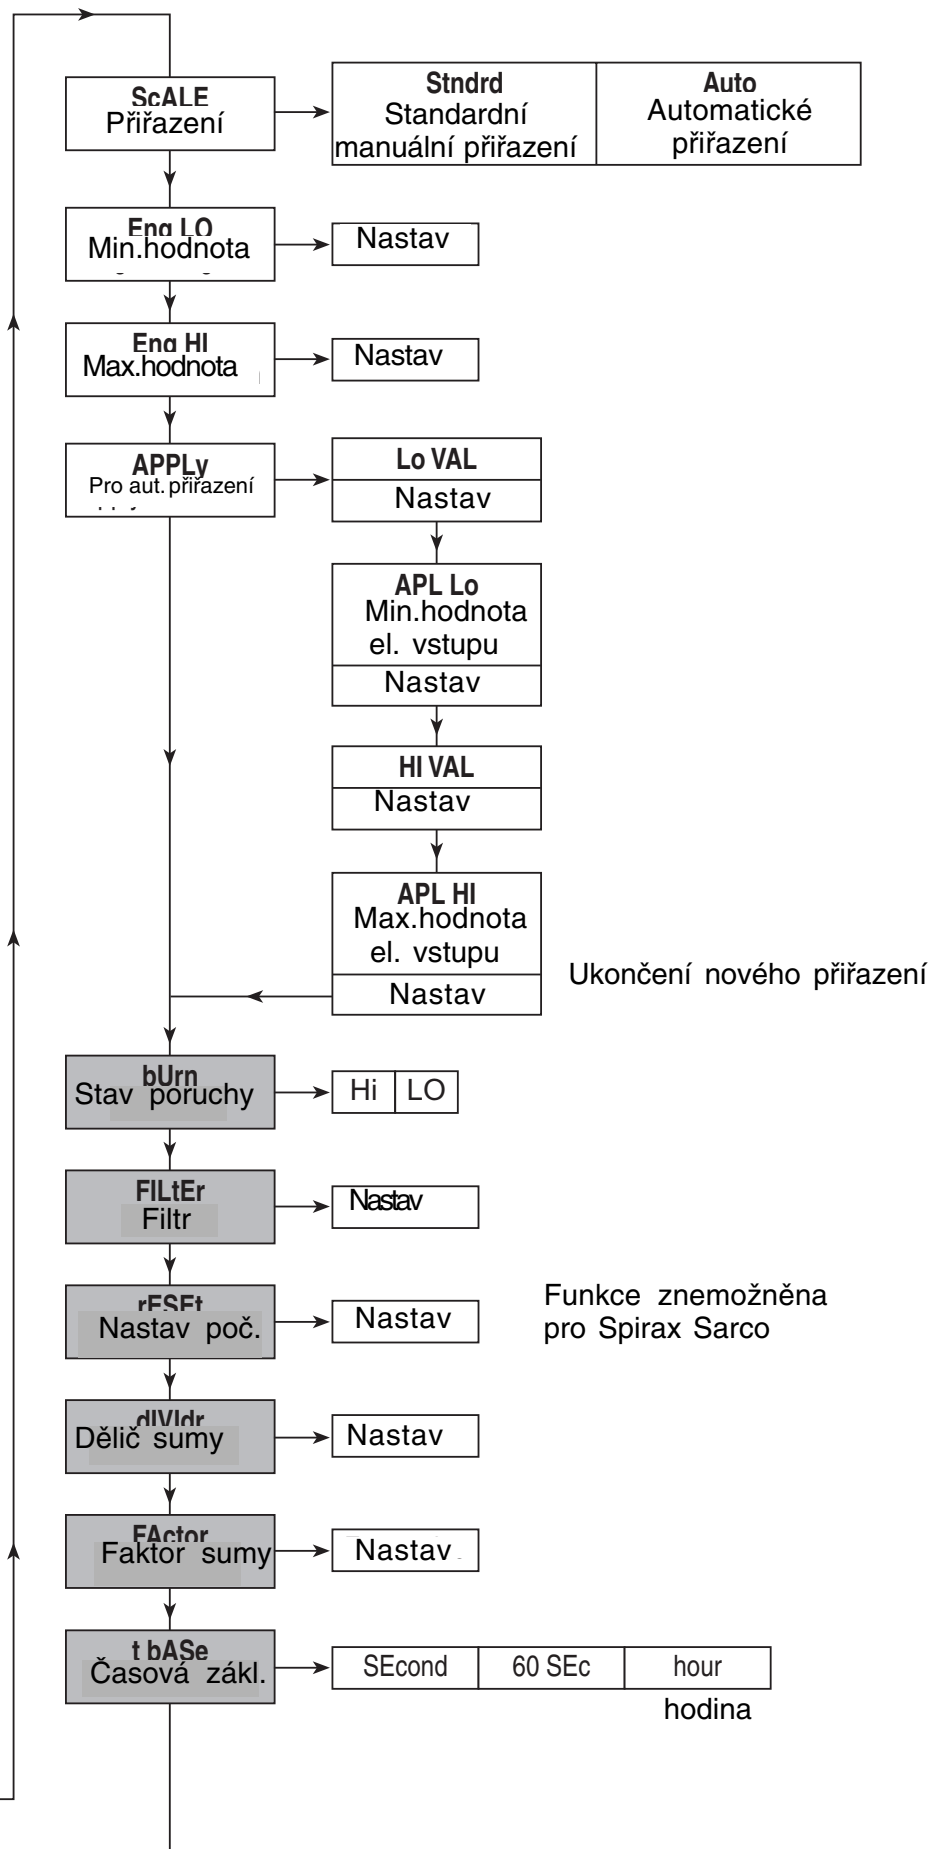 ScALE
Přiřazení
Stndrd
Standardní
manuální přiřazení
Auto
Automatické
přiřazení
Eng LO
Min.hodnota
Nastav
Eng HI
Max.hodnota
Nastav
APPLy
Pro aut. přiřazení
Lo VAL
Nastav
APL Lo
Min.hodnota
el. vstupu
Nastav
HI VAL
Nastav
APL HI
Max.hodnota
el. vstupu
Nastav
Ukončení nového přiřazení
bUrn
Stav poruchy
Hi
LO
FILtEr
Filtr
Nastav
rESEt
Nastav poč.
Nastav
Funkce znemožněna
pro Spirax Sarco
dIVIdr
Dělič sumy
Nastav
FActor
Faktor sumy
Nastav
t bASe
Časová zákl.
SEcond
60 SEc
hour
hodina